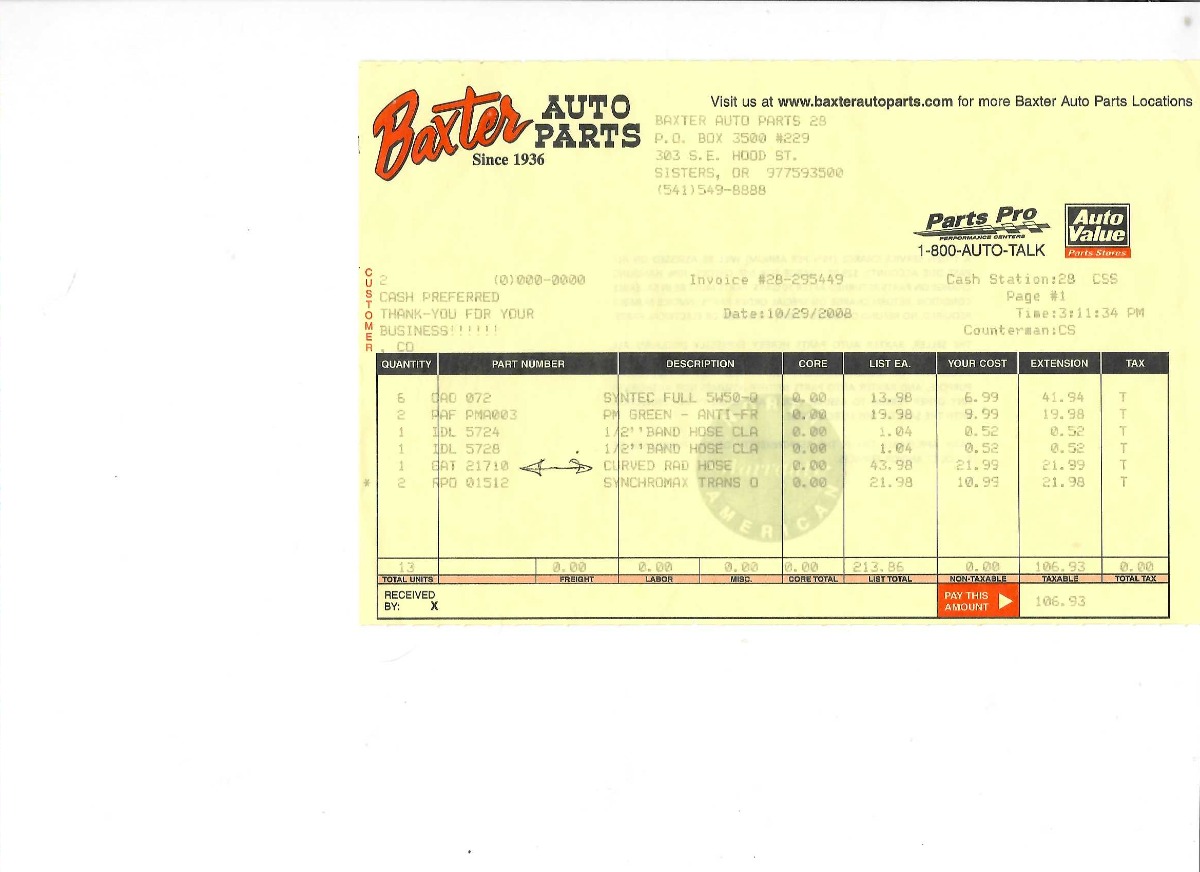 Baxter AUTO PARTS
Since 1936
Visit us at www.baxterautoparts.com for more Baxter Auto Parts Locations
BAXTER AUTO PARTS 28
P.O. BOX 3500 #229
303 S.E. HOOD ST.
SISTERS, OR 977593500
(541)549-8888
Parts Pro
PERFORMANCE CENTERS
1-800-AUTO-TALK
Auto Value
Parts Stores
CUSTOMER
2 (0)000-0000 Invoice #28-295449 Cash Station:28 CSS
CASH PREFERRED Page #1
THANK-YOU FOR YOUR Date:10/29/2008 Time:3:11:34 PM
BUSINESS!!!!!! Counterman:CS
, CO
QUANTITY PART NUMBER DESCRIPTION CORE LIST EA. YOUR COST EXTENSION TAX
6 072 SYNTEC FULL 5W50-Q 0.00 13.98 6.99 41.94 T
2 PMA003 PM GREEN - ANTI-FR 0.00 19.98 9.99 19.98 T
1 IDL 5724 1/2''BAND HOSE CLA 0.00 1.04 0.52 0.52 T
1 IDL 5728 1/2''BAND HOSE CLA 0.00 1.04 0.52 0.52 T
1 21710 CURVED RAD HOSE 0.00 43.98 21.99 21.99 T
* 2 RPO 01512 SYNCHROMAX TRANS O 0.00 21.98 10.99 21.98 T
AMERICAN
13 0.00 0.00 0.00 0.00 213.86 0.00 106.93 0.00
TOTAL UNITS FREIGHT LABOR MISC. CORE TOTAL LIST TOTAL NON-TAXABLE TAXABLE TOTAL TAX
RECEIVED BY: X PAY THIS AMOUNT 106.93